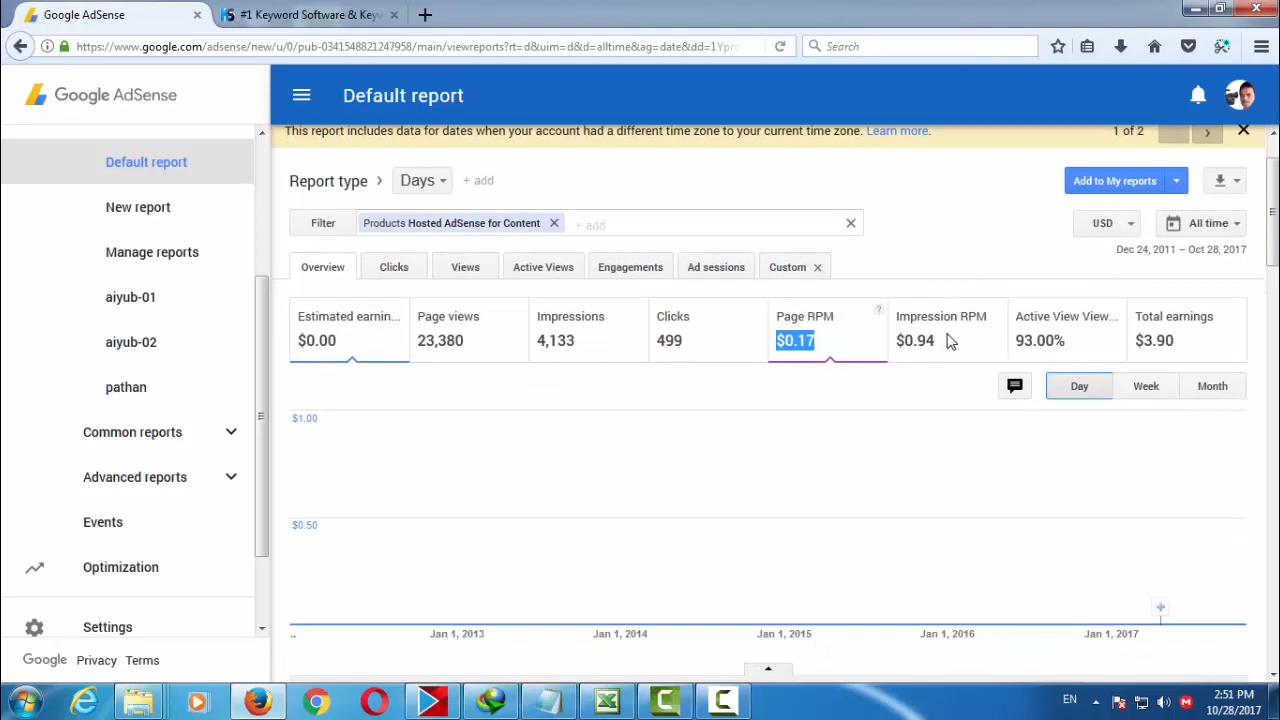 Google AdSense
#1 Keyword Software & Keyw
https://www.google.com/adsense/new/u/0/pub-0341548821247958/main/viewreports?rt=d&unit=d&d=alltime&ag=date&dd=1Ypro
Search
Google AdSense
Default report
This report includes data for dates when your account had a different time zone to your current time zone. Learn more.
1 of 2
Default report
New report
Manage reports
aiyub-01
aiyub-02
pathan
Common reports
Advanced reports
Events
Optimization
Settings
Google Privacy Terms
Report type > Days + add
Add to My reports
Filter Products Hosted AdSense for Content + add
USD All time
Dec 24, 2011 – Oct 28, 2017
Overview Clicks Views Active Views Engagements Ad sessions Custom
Estimated earnin... Page views Impressions Clicks Page RPM ? Impression RPM Active View View... Total earnings
$0.00 23,380 4,133 499 $0.17 $0.94 93.00% $3.90
Day Week Month
$1.00
$0.50
.. Jan 1, 2013 Jan 1, 2014 Jan 1, 2015 Jan 1, 2016 Jan 1, 2017
EN
2:51 PM
10/28/2017